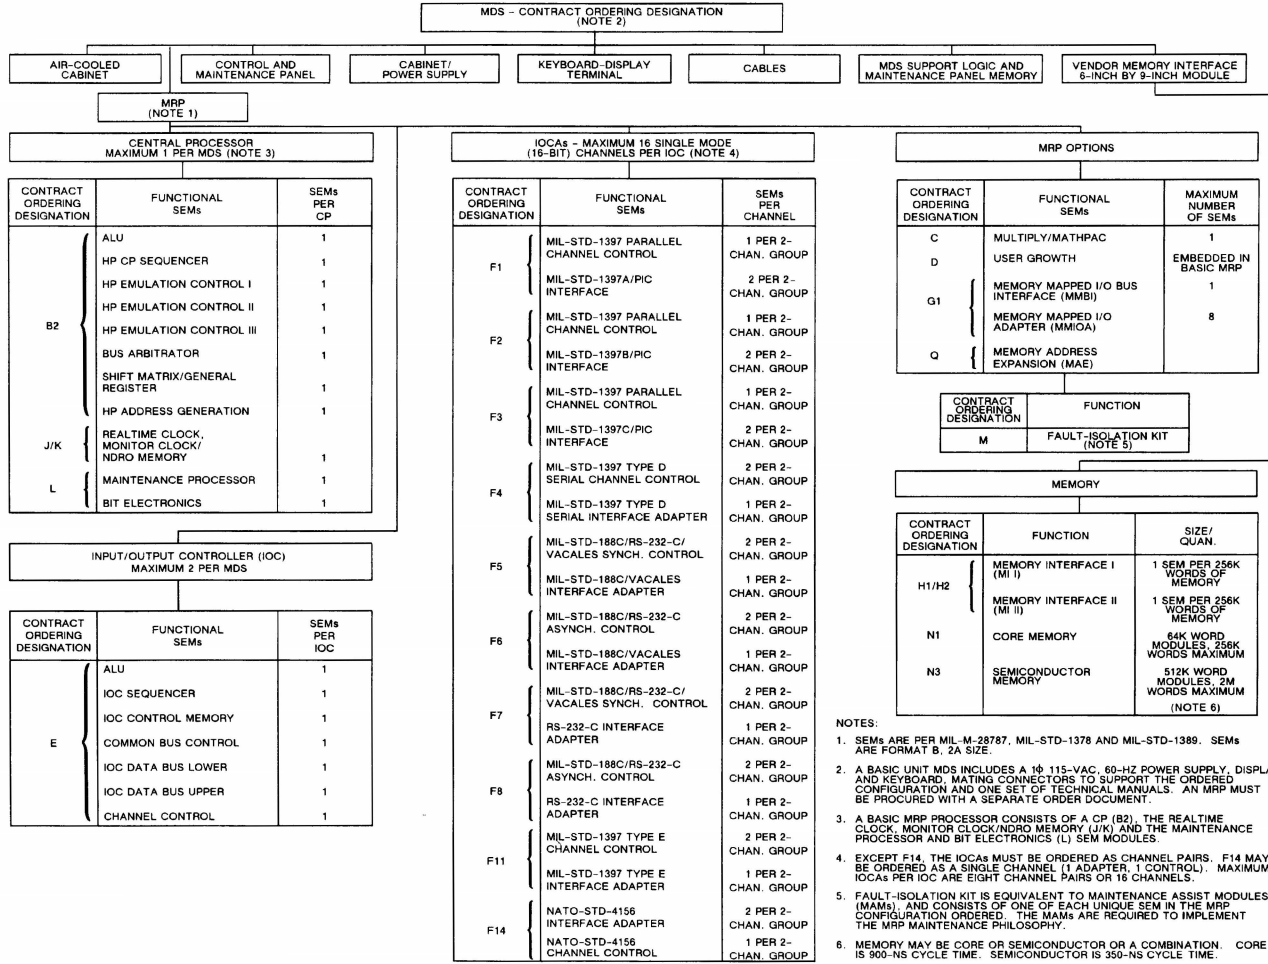 MDS - CONTRACT ORDERING DESIGNATION
(NOTE 2)
AIR-COOLED
CABINET
CONTROL AND
MAINTENANCE PANEL
CABINET/
POWER SUPPLY
KEYBOARD-DISPLAY
TERMINAL
CABLES
MDS SUPPORT LOGIC AND
MAINTENANCE PANEL MEMORY
VENDOR MEMORY INTERFACE
6-INCH BY 9-INCH MODULE
MRP
(NOTE 1)
CENTRAL PROCESSOR
MAXIMUM 1 PER MDS (NOTE 3)
CONTRACT
ORDERING
DESIGNATION
FUNCTIONAL
SEMs
SEMs
PER
CP
B2
ALU 1
HP CP SEQUENCER 1
HP EMULATION CONTROL I 1
HP EMULATION CONTROL II 1
HP EMULATION CONTROL III 1
BUS ARBITRATOR 1
SHIFT MATRIX/GENERAL
REGISTER 1
HP ADDRESS GENERATION 1
J/K
REALTIME CLOCK,
MONITOR CLOCK/
NDRO MEMORY 1
L
MAINTENANCE PROCESSOR 1
BIT ELECTRONICS 1
INPUT/OUTPUT CONTROLLER (IOC)
MAXIMUM 2 PER MDS
CONTRACT
ORDERING
DESIGNATION
FUNCTIONAL
SEMs
SEMs
PER
IOC
E
ALU 1
IOC SEQUENCER 1
IOC CONTROL MEMORY 1
COMMON BUS CONTROL 1
IOC DATA BUS LOWER 1
IOC DATA BUS UPPER 1
CHANNEL CONTROL 1
IOCAs - MAXIMUM 16 SINGLE MODE
(16-BIT) CHANNELS PER IOC (NOTE 4)
CONTRACT
ORDERING
DESIGNATION
FUNCTIONAL
SEMs
SEMs
PER
CHANNEL
F1
MIL-STD-1397 PARALLEL 1 PER 2-
CHANNEL CONTROL CHAN. GROUP
MIL-STD-1397A/PIC 2 PER 2-
INTERFACE CHAN. GROUP
F2
MIL-STD-1397 PARALLEL 1 PER 2-
CHANNEL CONTROL CHAN. GROUP
MIL-STD-1397B/PIC 2 PER 2-
INTERFACE CHAN. GROUP
F3
MIL-STD-1397 PARALLEL 1 PER 2-
CHANNEL CONTROL CHAN. GROUP
MIL-STD-1397C/PIC 2 PER 2-
INTERFACE CHAN. GROUP
F4
MIL-STD-1397 TYPE D 2 PER 2-
SERIAL CHANNEL CONTROL CHAN. GROUP
MIL-STD-1397 TYPE D 1 PER 2-
SERIAL INTERFACE ADAPTER CHAN. GROUP
F5
MIL-STD-188C/RS-232-C/ 2 PER 2-
VACALES SYNCH. CONTROL CHAN. GROUP
MIL-STD-188C/VACALES 1 PER 2-
INTERFACE ADAPTER CHAN. GROUP
F6
MIL-STD-188C/RS-232-C 2 PER 2-
ASYNCH. CONTROL CHAN. GROUP
MIL-STD-188C/VACALES 1 PER 2-
INTERFACE ADAPTER CHAN. GROUP
F7
MIL-STD-188C/RS-232-C/ 2 PER 2-
VACALES SYNCH. CONTROL CHAN. GROUP
RS-232-C INTERFACE 1 PER 2-
ADAPTER CHAN. GROUP
F8
MIL-STD-188C/RS-232-C 2 PER 2-
ASYNCH. CONTROL CHAN. GROUP
RS-232-C INTERFACE 1 PER 2-
ADAPTER CHAN. GROUP
F11
MIL-STD-1397 TYPE E 2 PER 2-
CHANNEL CONTROL CHAN. GROUP
MIL-STD-1397 TYPE E 1 PER 2-
INTERFACE ADAPTER CHAN. GROUP
F14
NATO-STD-4156 2 PER 2-
INTERFACE ADAPTER CHAN. GROUP
NATO-STD-4156 1 PER 2-
CHANNEL CONTROL CHAN. GROUP
MRP OPTIONS
CONTRACT
ORDERING
DESIGNATION
FUNCTIONAL
SEMs
MAXIMUM
NUMBER
OF SEMs
C MULTIPLY/MATHPAC 1
D USER GROWTH EMBEDDED IN
BASIC MRP
G1
MEMORY MAPPED I/O BUS 1
INTERFACE (MMBI)
MEMORY MAPPED I/O 8
ADAPTER (MMIOA)
Q
MEMORY ADDRESS
EXPANSION (MAE)
CONTRACT
ORDERING
DESIGNATION
FUNCTION
M FAULT-ISOLATION KIT
(NOTE 5)
MEMORY
CONTRACT
ORDERING
DESIGNATION
FUNCTION
SIZE/
QUAN.
H1/H2
MEMORY INTERFACE I 1 SEM PER 256K
(MI I) WORDS OF
MEMORY
MEMORY INTERFACE II 1 SEM PER 256K
(MI II) WORDS OF
MEMORY
N1 CORE MEMORY 64K WORD
MODULES, 256K
WORDS MAXIMUM
N3 SEMICONDUCTOR 512K WORD
MEMORY MODULES, 2M
WORDS MAXIMUM
(NOTE 6)
NOTES:
1. SEMs ARE PER MIL-M-28787, MIL-STD-1378 AND MIL-STD-1389. SEMs
ARE FORMAT B, 2A SIZE.
2. A BASIC UNIT MDS INCLUDES A 1ϕ 115-VAC, 60-HZ POWER SUPPLY, DISPLA
AND KEYBOARD, MATING CONNECTORS TO SUPPORT THE ORDERED
CONFIGURATION AND ONE SET OF TECHNICAL MANUALS. AN MRP MUST
BE PROCURED WITH A SEPARATE ORDER DOCUMENT.
3. A BASIC MRP PROCESSOR CONSISTS OF A CP (B2), THE REALTIME
CLOCK, MONITOR CLOCK/NDRO MEMORY (J/K) AND THE MAINTENANCE
PROCESSOR AND BIT ELECTRONICS (L) SEM MODULES.
4. EXCEPT F14, THE IOCAs MUST BE ORDERED AS CHANNEL PAIRS. F14 MAY
BE ORDERED AS A SINGLE CHANNEL (1 ADAPTER, 1 CONTROL). MAXIMUM
IOCAs PER IOC ARE EIGHT CHANNEL PAIRS OR 16 CHANNELS.
5. FAULT-ISOLATION KIT IS EQUIVALENT TO MAINTENANCE ASSIST MODULES
(MAMs), AND CONSISTS OF ONE OF EACH UNIQUE SEM IN THE MRP
CONFIGURATION ORDERED. THE MAMs ARE REQUIRED TO IMPLEMENT
THE MRP MAINTENANCE PHILOSOPHY.
6. MEMORY MAY BE CORE OR SEMICONDUCTOR OR A COMBINATION. CORE
IS 900-NS CYCLE TIME. SEMICONDUCTOR IS 350-NS CYCLE TIME.